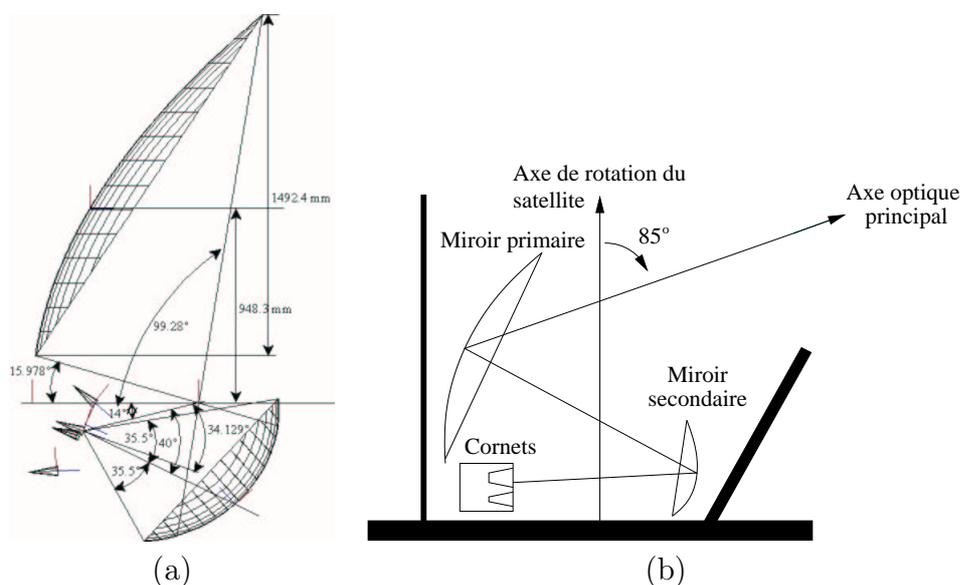 1492.4 mm
948.3 mm
99.28°
15.978°
14°
35.5°
40°
34.129°
35.5°
(a)
Axe de rotation du
satellite
Axe optique
principal
85°
Miroir primaire
Miroir
secondaire
Cornets
(b)